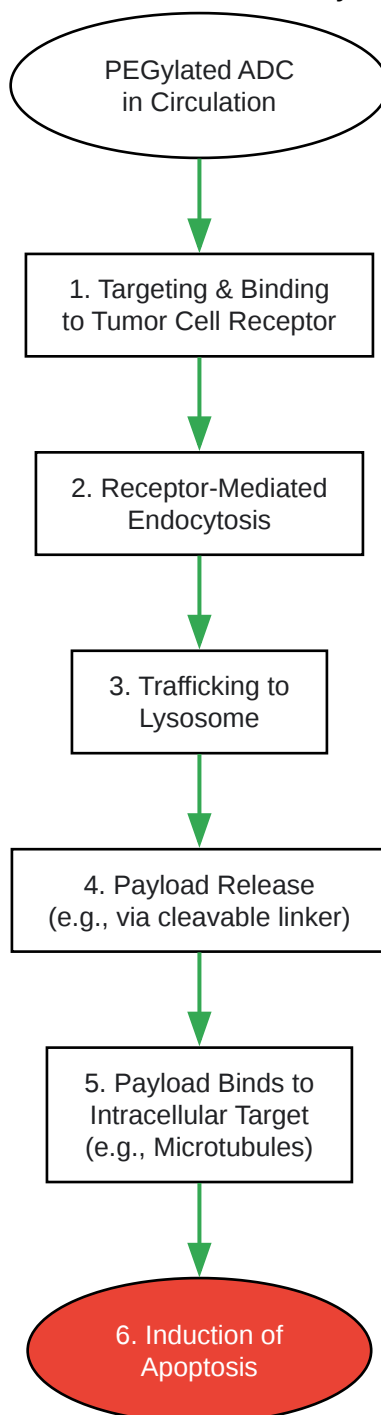 PEGylated ADC
in Circulation
1. Targeting & Binding
to Tumor Cell Receptor
2. Receptor-Mediated
Endocytosis
3. Trafficking to
Lysosome
4. Payload Release
(e.g., via cleavable linker)
5. Payload Binds to
Intracellular Target
(e.g., Microtubules)
6. Induction of
Apoptosis